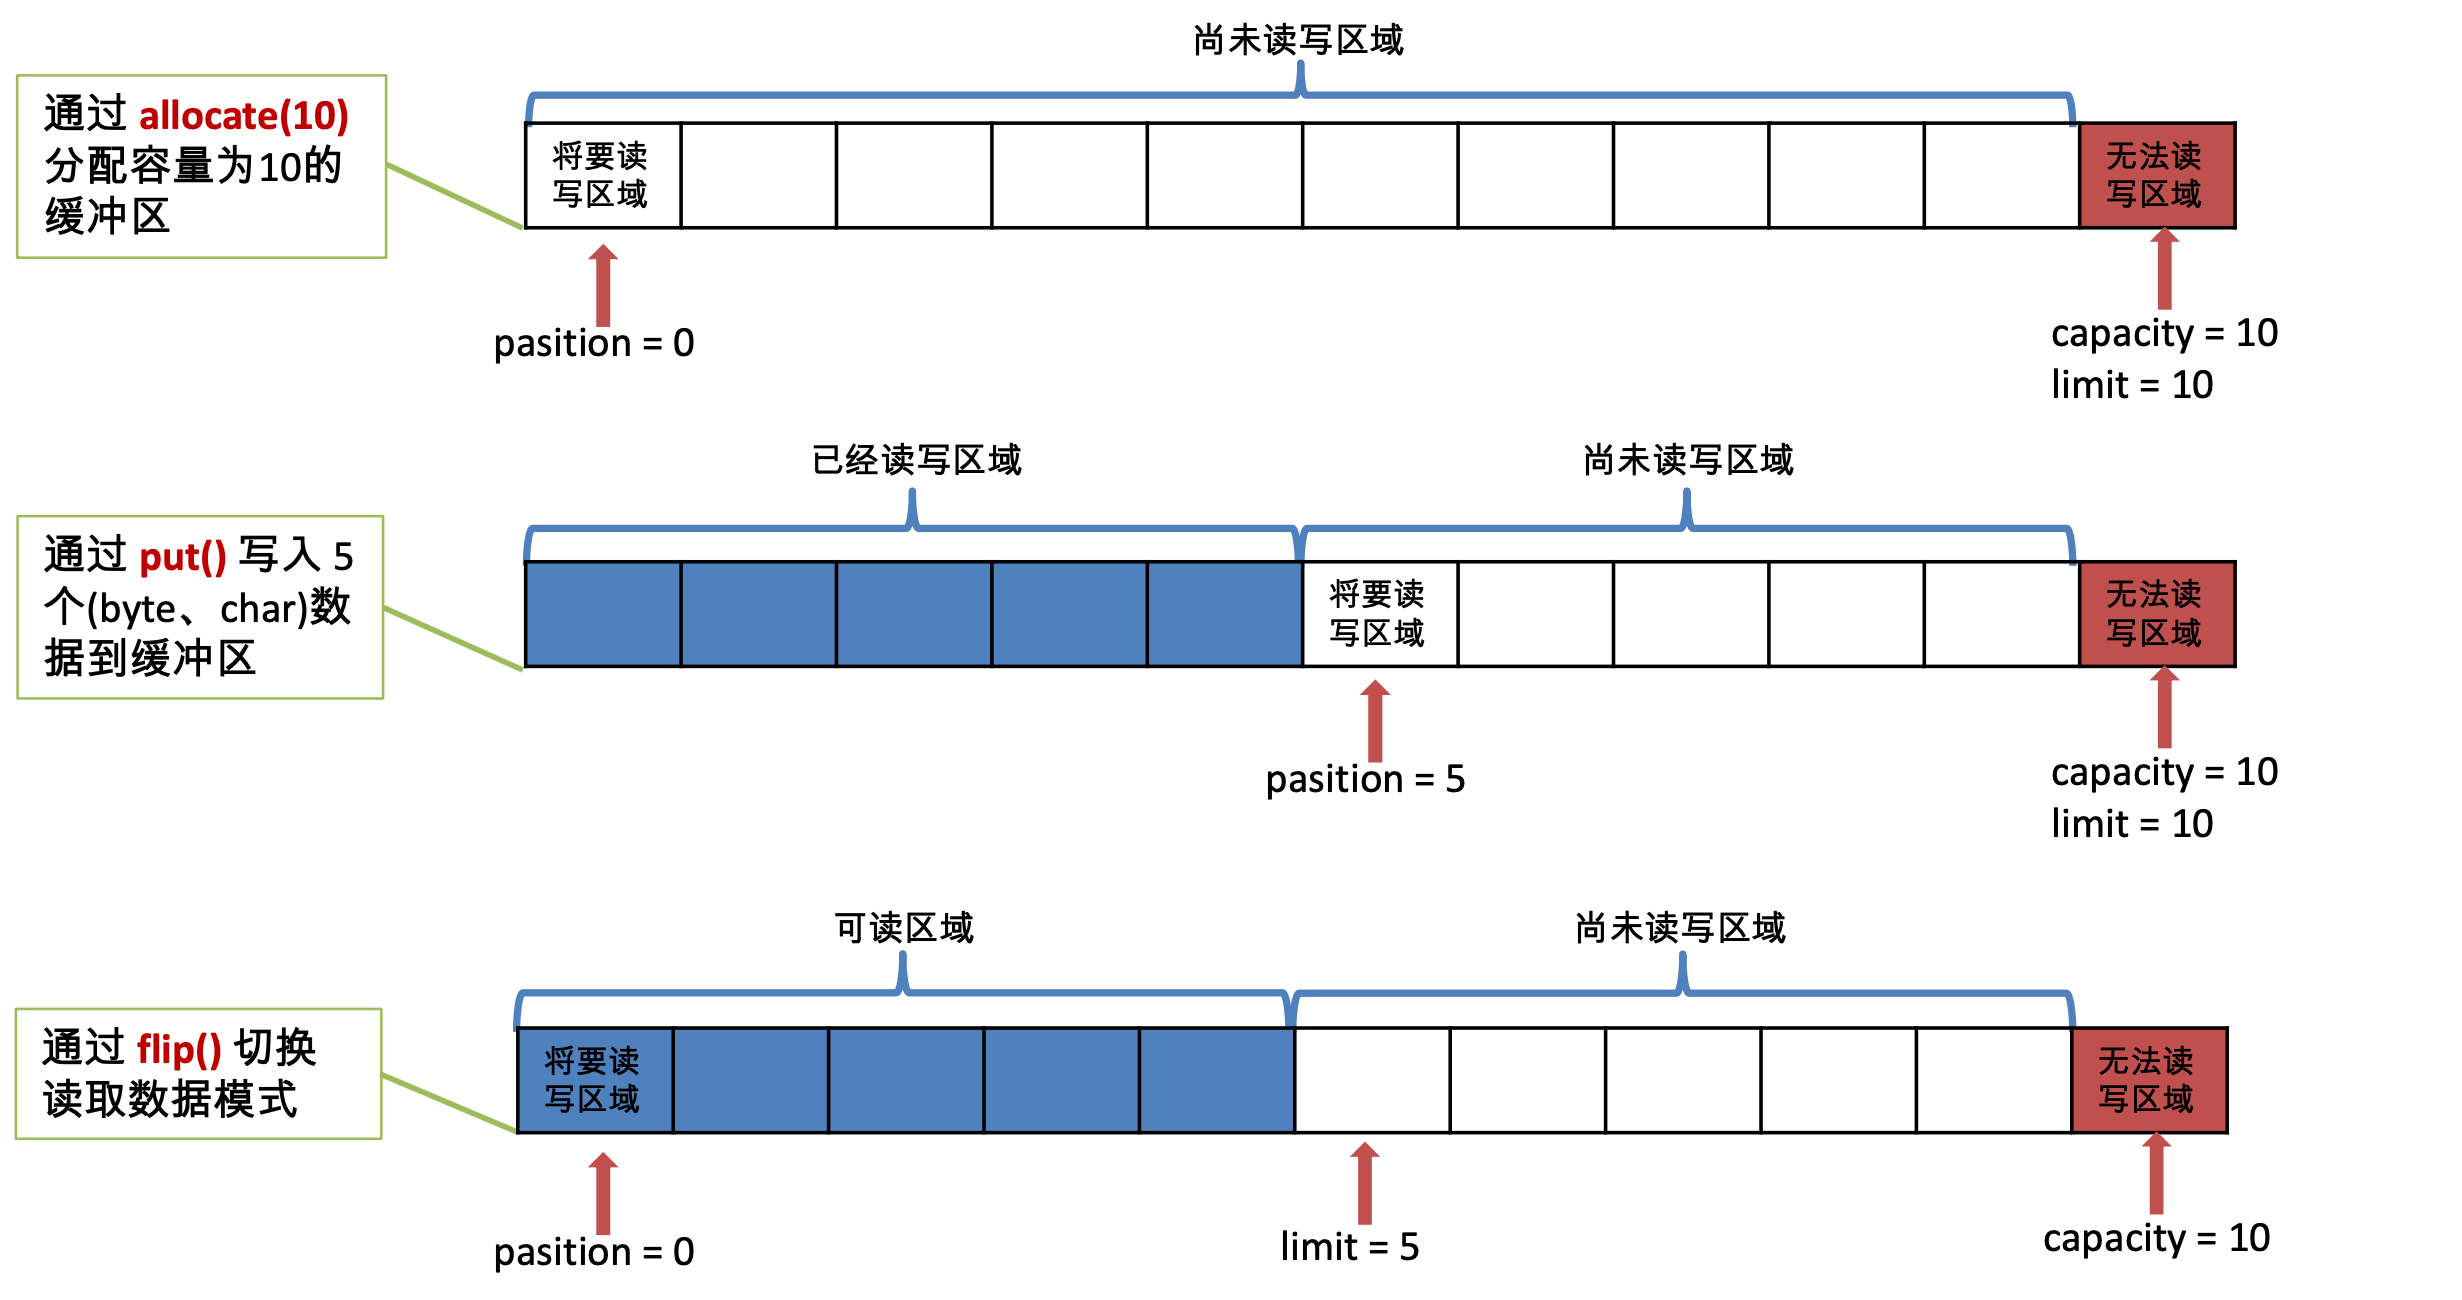 尚未读写区域
通过 allocate(10)
分配容量为10的
缓冲区
将要读
写区域
无法读
写区域
pasition = 0
capacity = 10
limit = 10
已经读写区域
尚未读写区域
通过 put() 写入 5
个(byte、char)数
据到缓冲区
将要读
写区域
无法读
写区域
pasition = 5
capacity = 10
limit = 10
可读区域
尚未读写区域
通过 flip() 切换
读取数据模式
将要读
写区域
无法读
写区域
pasition = 0
limit = 5
capacity = 10